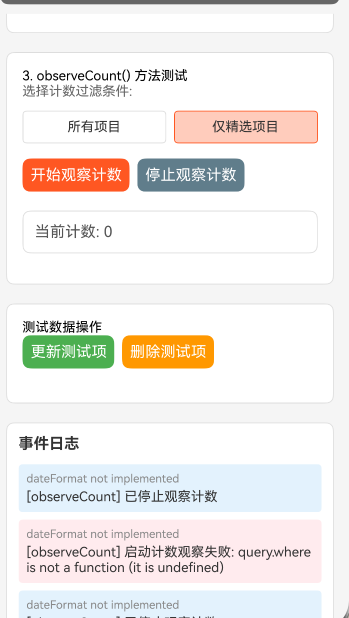 3. observeCount() 方法测试
选择计数过滤条件:
所有项目
仅精选项目
开始观察计数
停止观察计数
当前计数: 0
测试数据操作
更新测试项
删除测试项
事件日志
dateFormat not implemented
[observeCount] 已停止观察计数
dateFormat not implemented
[observeCount] 启动计数观察失败: query.where
is not a function (it is undefined)
dateFormat not implemented